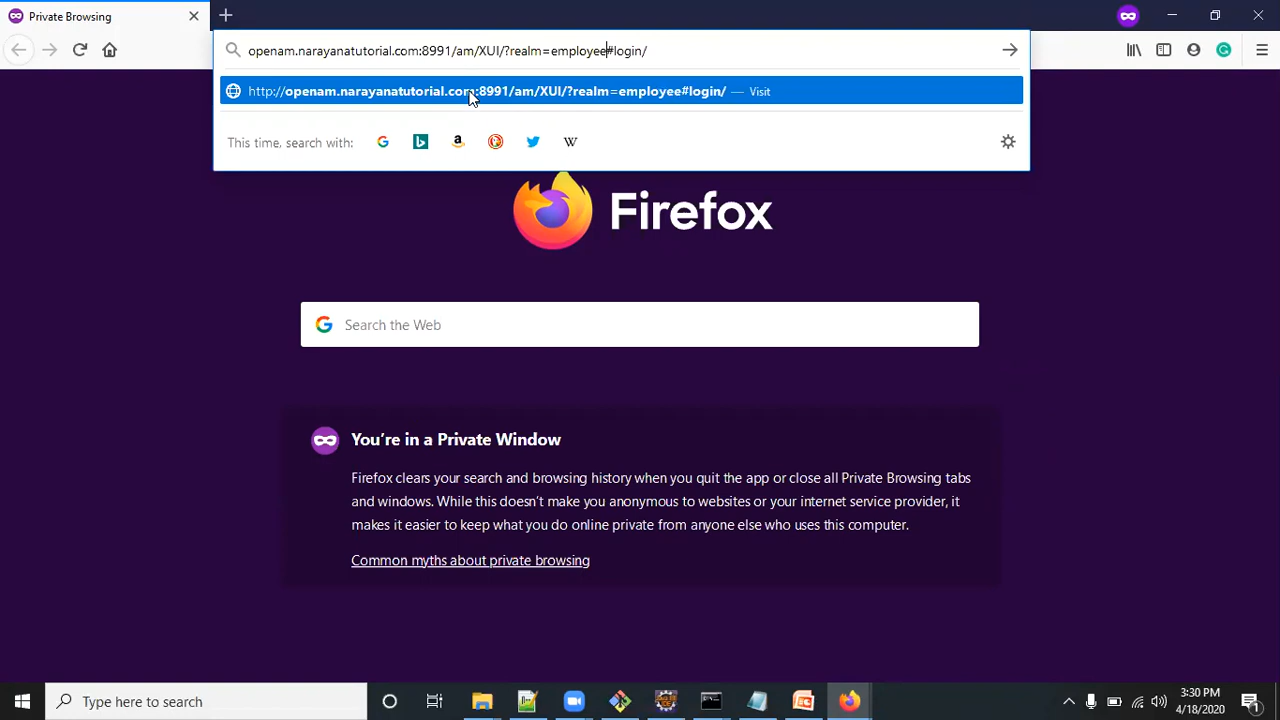 Private Browsing
openam.narayanatutorial.com:8991/am/XUI/?realm=employee#login/
http://openam.narayanatutorial.com:8991/am/XUI/?realm=employee#login/ — Visit
This time, search with:
Firefox
Search the Web
You're in a Private Window
Firefox clears your search and browsing history when you quit the app or close all Private Browsing tabs
and windows. While this doesn't make you anonymous to websites or your internet service provider, it
makes it easier to keep what you do online private from anyone else who uses this computer.
Common myths about private browsing
Type here to search
3:30 PM
4/18/2020